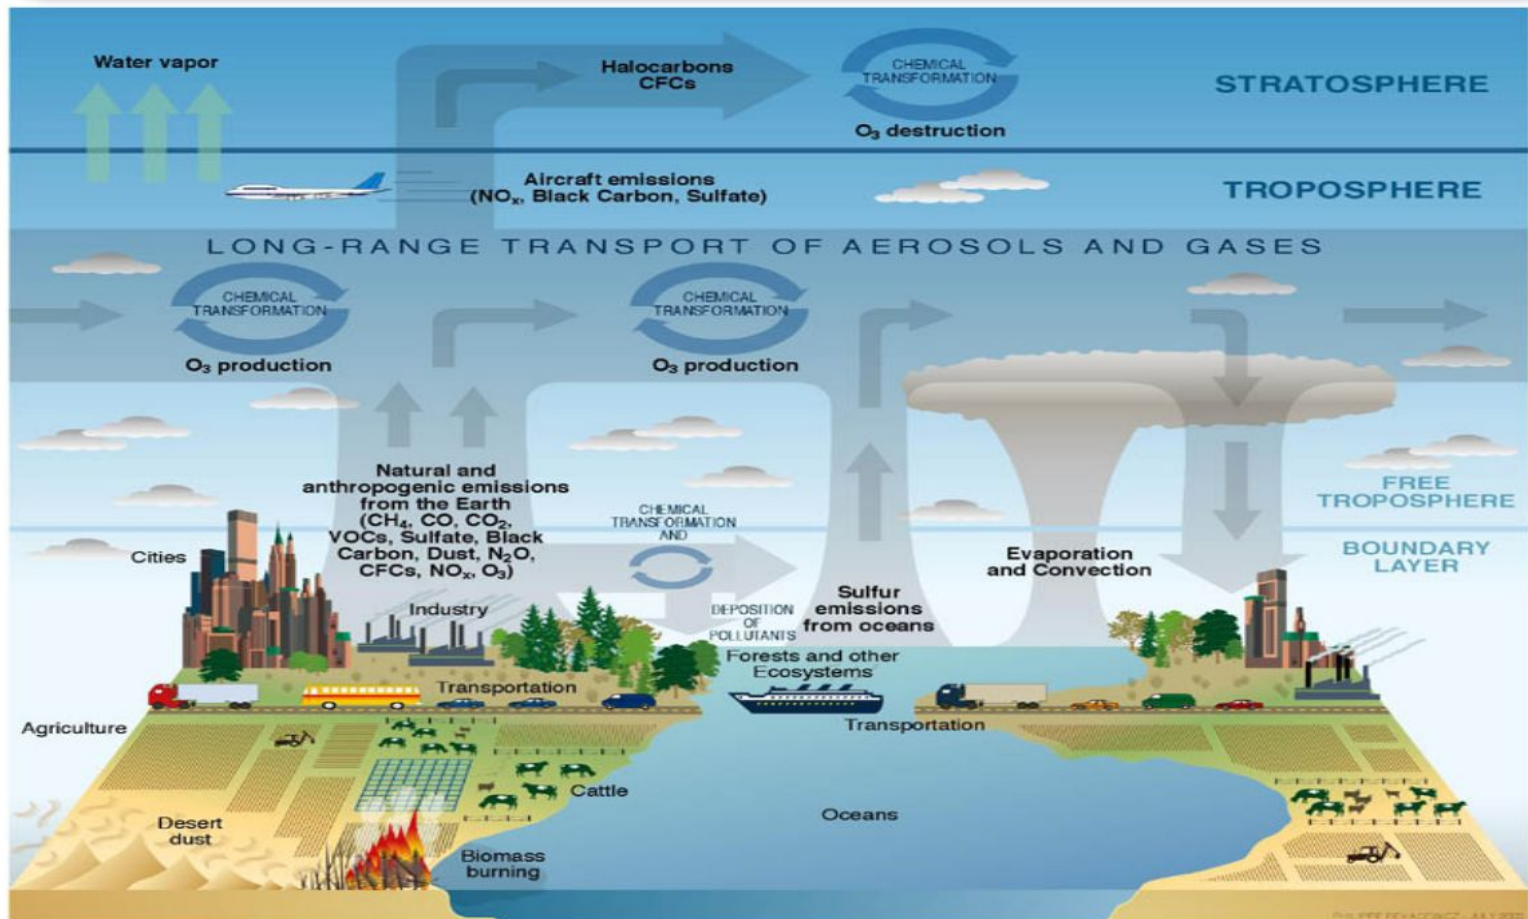 Water vapor
Halocarbons
CFCs
CHEMICAL
TRANSFORMATION
O₃ destruction
STRATOSPHERE
Aircraft emissions
(NOₓ, Black Carbon, Sulfate)
TROPOSPHERE
LONG-RANGE TRANSPORT OF AEROSOLS AND GASES
CHEMICAL
TRANSFORMATION
O₃ production
CHEMICAL
TRANSFORMATION
O₃ production
Natural and
anthropogenic emissions
from the Earth
(CH₄, CO, CO₂,
VOCs, Sulfate, Black
Carbon, Dust, N₂O,
CFCs, NOₓ, O₃)
CHEMICAL
TRANSFORMATION
AND
DEPOSITION
OF
POLLUTANTS
FREE
TROPOSPHERE
BOUNDARY
LAYER
Cities
Industry
Evaporation
and Convection
Sulfur
emissions
from oceans
Forests and other
Ecosystems
Transportation
Transportation
Agriculture
Cattle
Oceans
Desert
dust
Biomass
burning